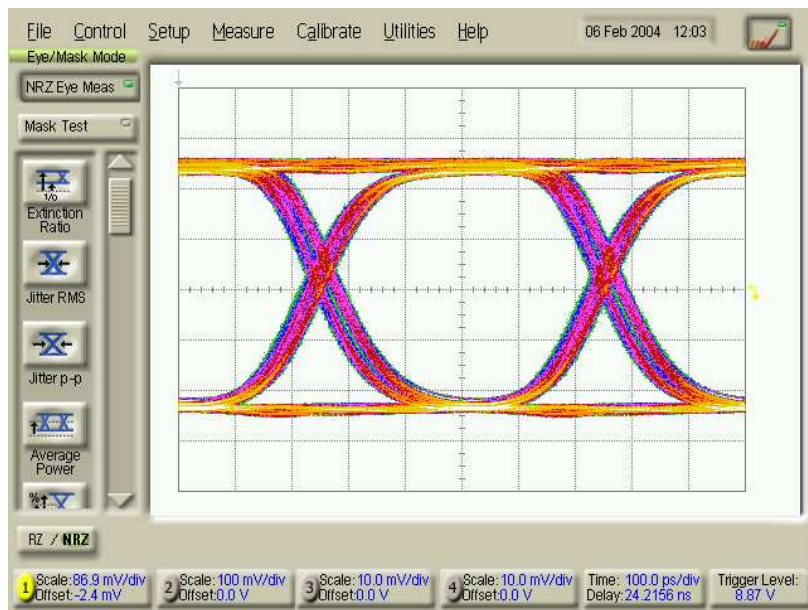 File Control Setup Measure Calibrate Utilities Help 06 Feb 2004 12:03
Eye/Mask Mode
NRZ Eye Meas
Mask Test
1/0
Extinction
Ratio
Jitter RMS
Jitter p-p
Average
Power
%
RZ / NRZ
1 Scale:86.9 mV/div
Offset:-2.4 mV
2 Scale:100 mV/div
Offset:0.0 V
3 Scale:10.0 mV/div
Offset:0.0 V
4 Scale:10.0 mV/div
Offset:0.0 V
Time: 100.0 ps/div
Delay:24.2156 ns
Trigger Level:
8.87 V